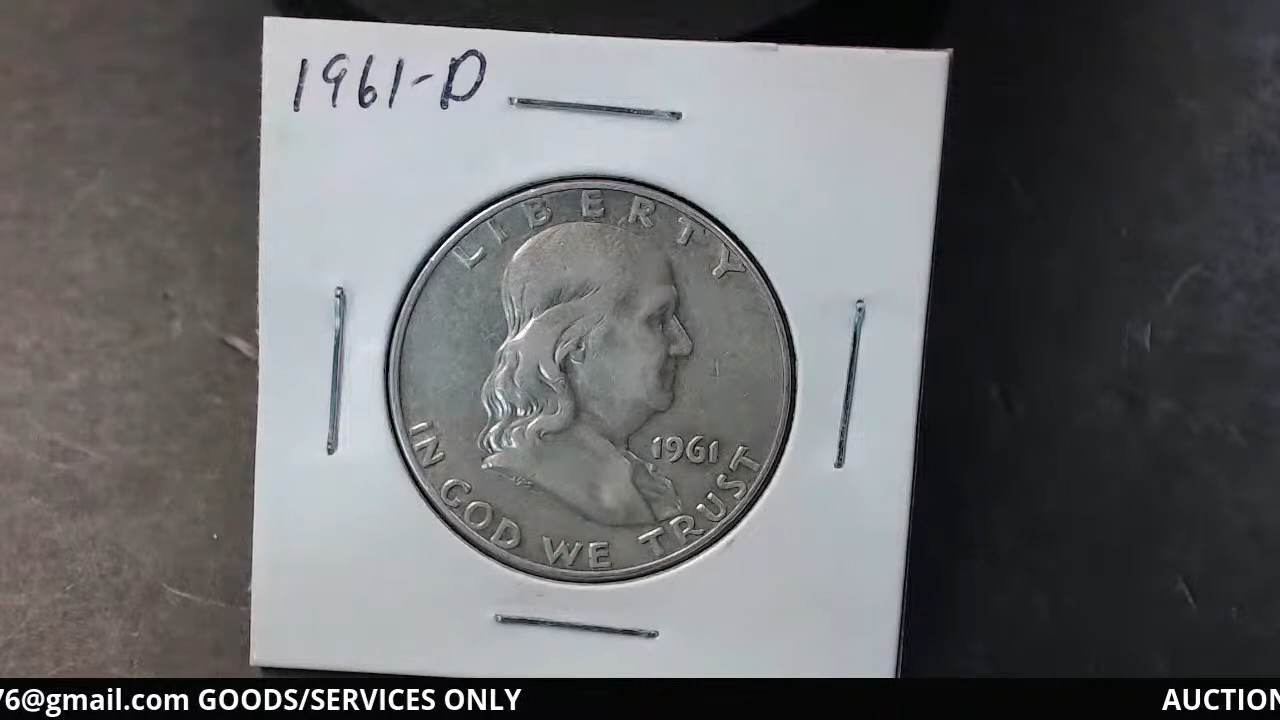 1961-D
LIBERTY
1961
IN GOD WE TRUST
76@gmail.com GOODS/SERVICES ONLY
AUCTION